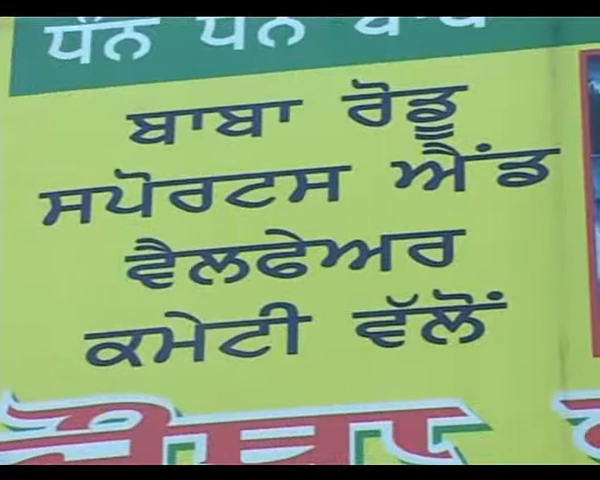 ਧੰਨ ਧੰਨ ਬਾਬਾ
ਬਾਬਾ ਰੋਡੂ
ਸਪੋਰਟਸ ਐਂਡ
ਵੈਲਫੇਅਰ
ਕਮੇਟੀ ਵੱਲੋਂ